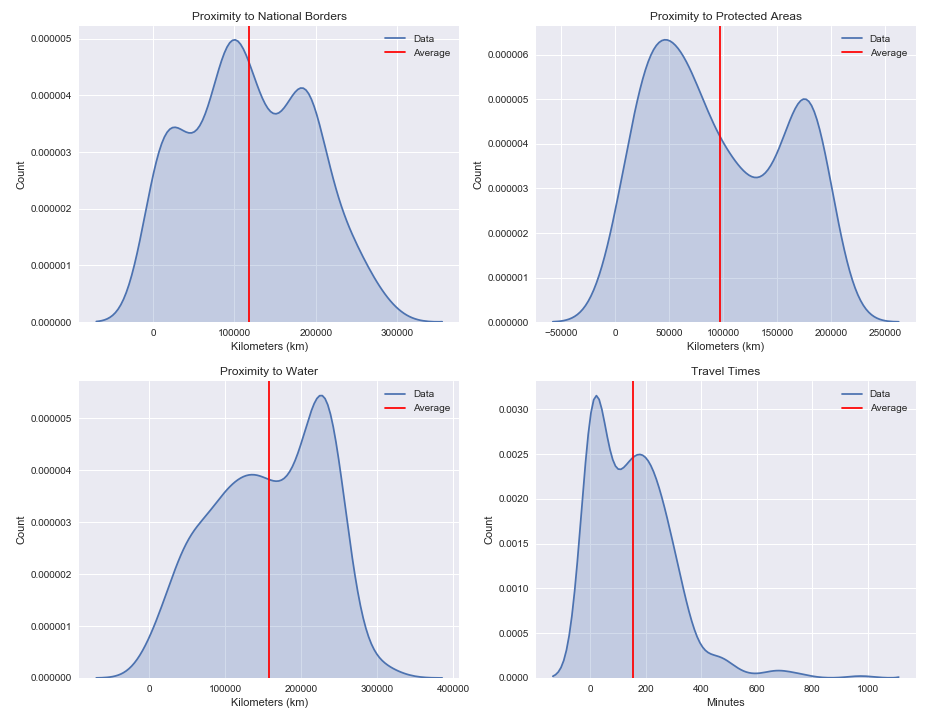 Proximity to National Borders
Data
Average
0.000005
0.000004
0.000003
0.000002
0.000001
0.000000
Count
0 100000 200000 300000
Kilometers (km)
Proximity to Protected Areas
Data
Average
0.000006
0.000005
0.000004
0.000003
0.000002
0.000001
0.000000
Count
−50000 0 50000 100000 150000 200000 250000
Kilometers (km)
Proximity to Water
Data
Average
0.000005
0.000004
0.000003
0.000002
0.000001
0.000000
Count
0 100000 200000 300000 400000
Kilometers (km)
Travel Times
Data
Average
0.0030
0.0025
0.0020
0.0015
0.0010
0.0005
0.0000
Count
0 200 400 600 800 1000
Minutes